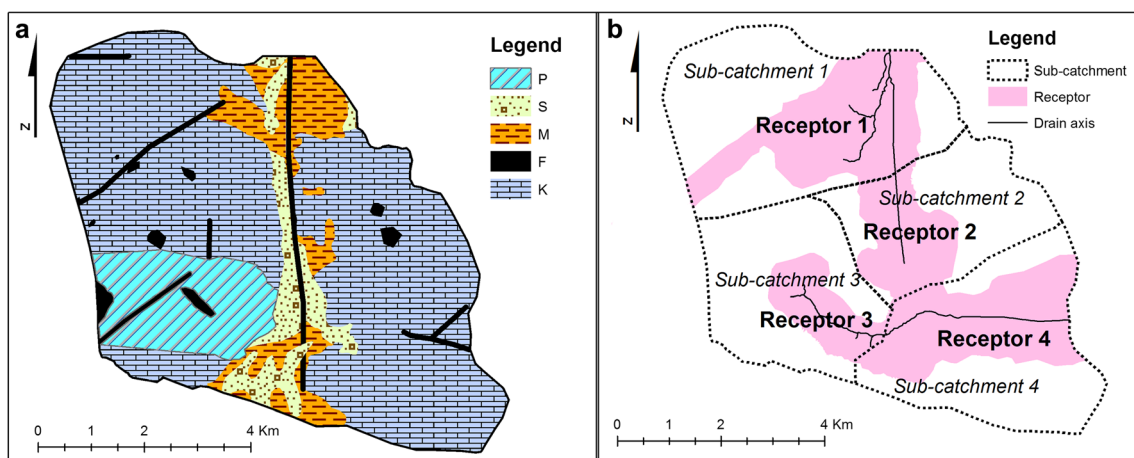 a
Legend
P
S
M
F
K
N
0 1 2 4 Km
b
Legend
Sub-catchment
Receptor
Drain axis
N
Sub-catchment 1
Receptor 1
Sub-catchment 2
Receptor 2
Sub-catchment 3
Receptor 3
Receptor 4
Sub-catchment 4
0 1 2 4 Km